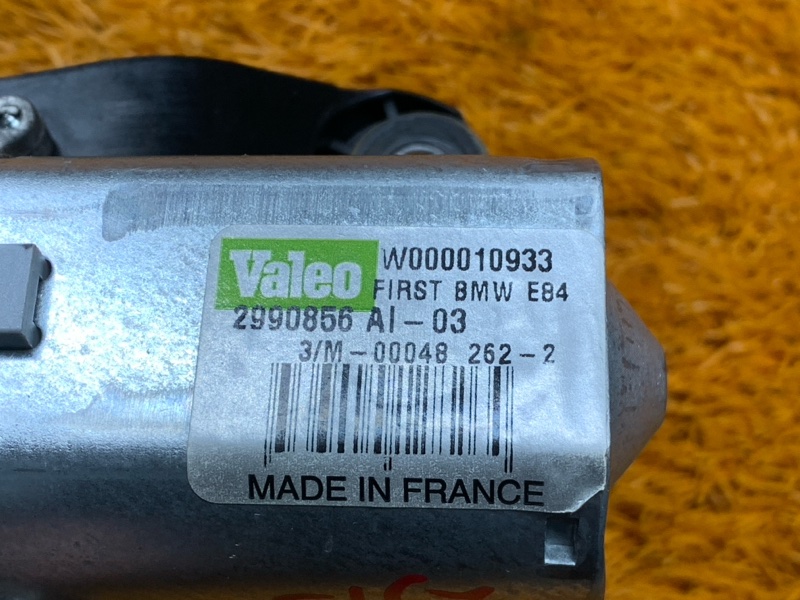 Valeo W000010933
FIRST BMW E84
2990856 AI-03
3/M-00048 262-2
MADE IN FRANCE